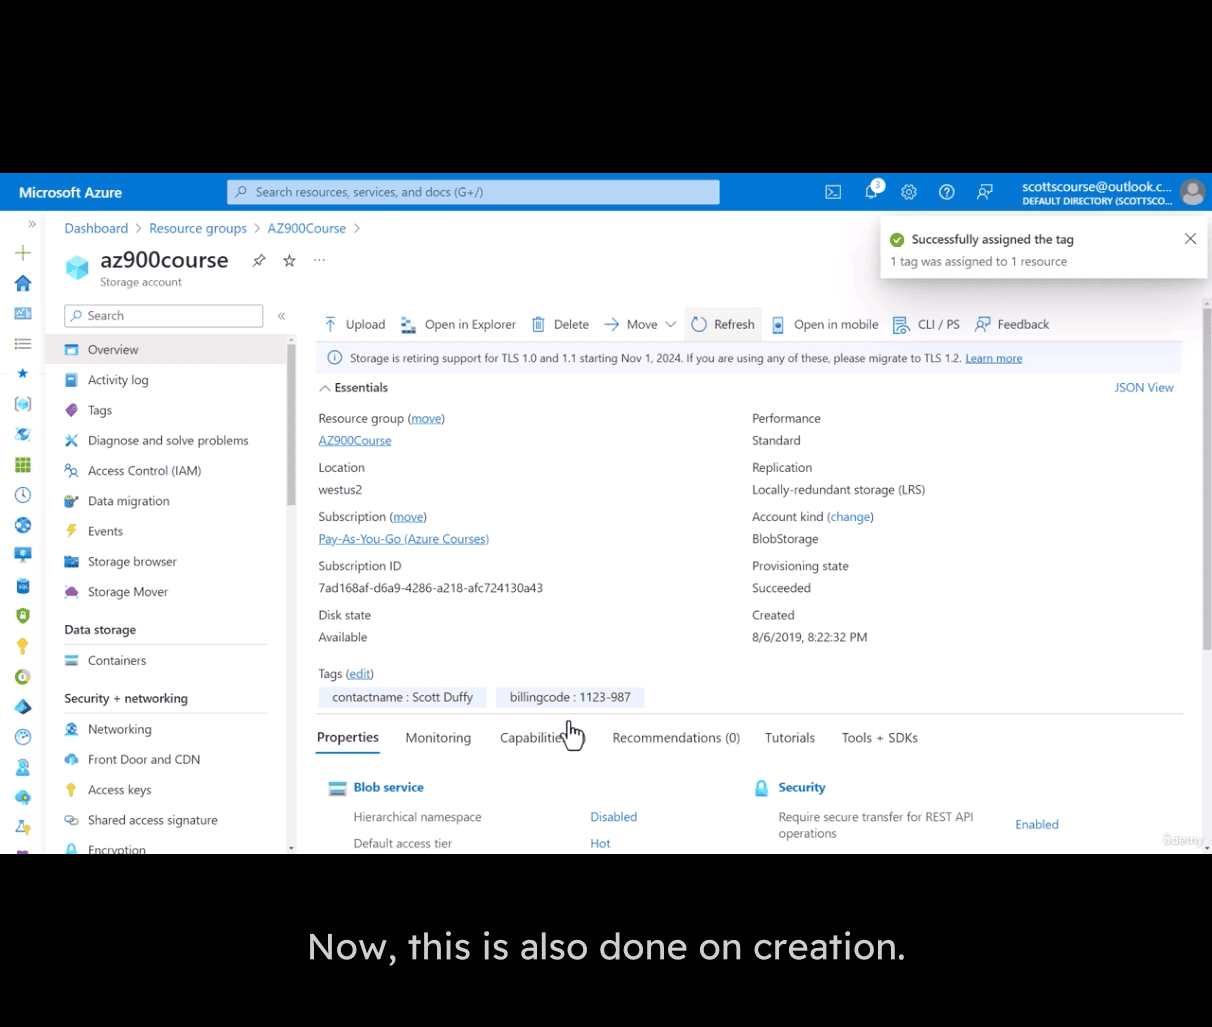 Microsoft Azure
Search resources, services, and docs (G+/)
3
scottscourse@outlook.c...
DEFAULT DIRECTORY (SCOTTSCO...
Dashboard > Resource groups > AZ900Course >
az900course
...
Storage account
Successfully assigned the tag
1 tag was assigned to 1 resource
Search
Upload Open in Explorer Delete Move Refresh Open in mobile CLI / PS Feedback
Storage is retiring support for TLS 1.0 and 1.1 starting Nov 1, 2024. If you are using any of these, please migrate to TLS 1.2. Learn more
Overview
Activity log
Tags
Diagnose and solve problems
Access Control (IAM)
Data migration
Events
Storage browser
Storage Mover
Data storage
Containers
Security + networking
Networking
Front Door and CDN
Access keys
Shared access signature
Encryption
Essentials
JSON View
Resource group (move)
AZ900Course
Location
westus2
Subscription (move)
Pay-As-You-Go (Azure Courses)
Subscription ID
7ad168af-d6a9-4286-a218-afc724130a43
Disk state
Available
Performance
Standard
Replication
Locally-redundant storage (LRS)
Account kind (change)
BlobStorage
Provisioning state
Succeeded
Created
8/6/2019, 8:22:32 PM
Tags (edit)
contactname : Scott Duffy billingcode : 1123-987
Properties Monitoring Recommendations (0) Tutorials Tools + SDKs
Blob service
Hierarchical namespace Disabled
Default access tier Hot
Security
Require secure transfer for REST API operations Enabled
ûdemy
Now, this is also done on creation.